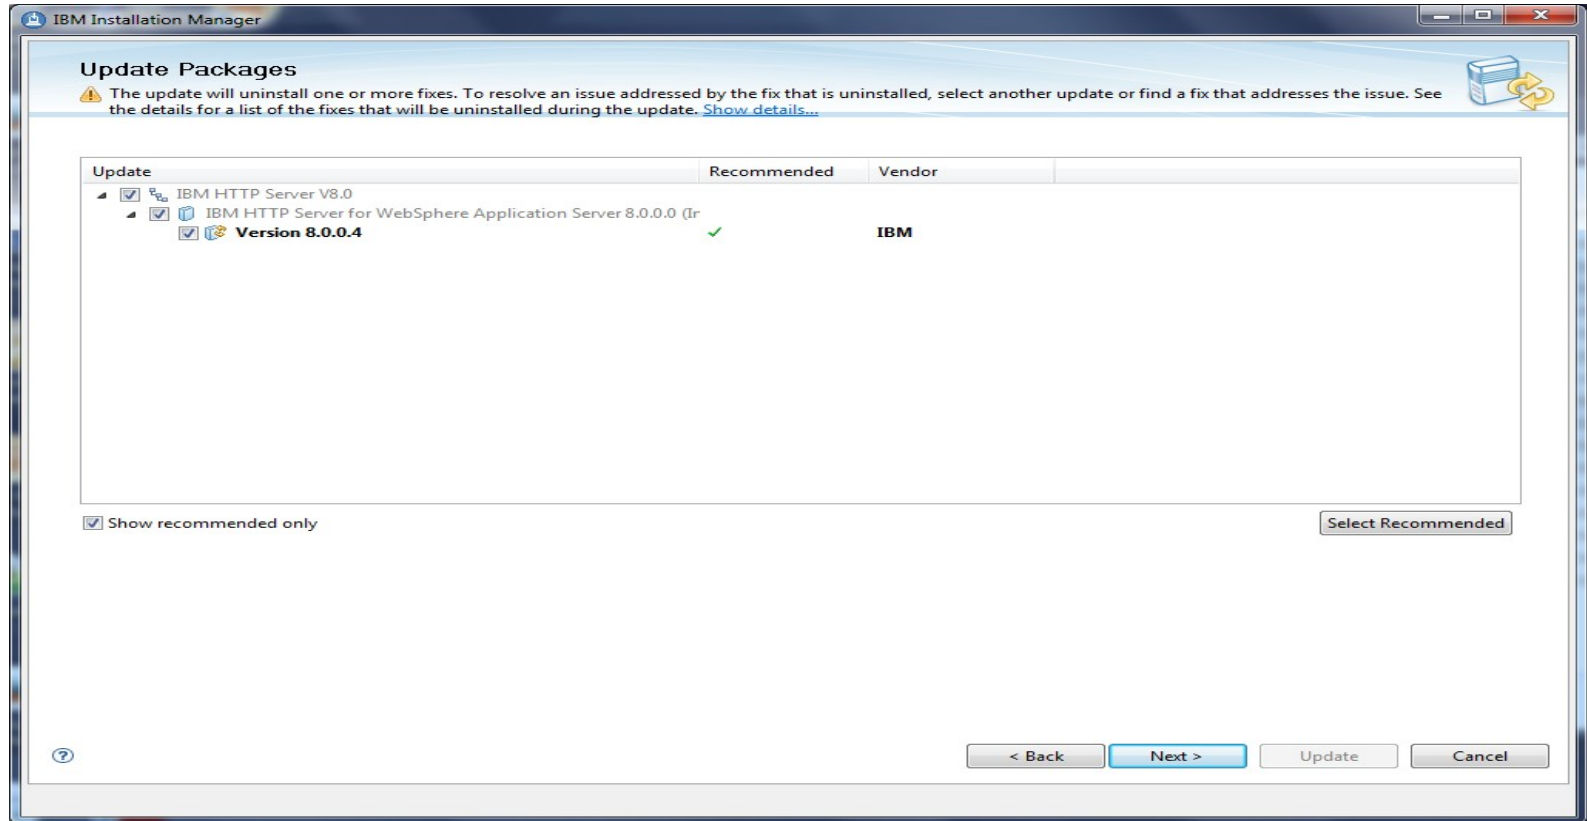 IBM Installation Manager
Update Packages
The update will uninstall one or more fixes. To resolve an issue addressed by the fix that is uninstalled, select another update or find a fix that addresses the issue. See
the details for a list of the fixes that will be uninstalled during the update. Show details...
Update Recommended Vendor
IBM HTTP Server V8.0
IBM HTTP Server for WebSphere Application Server 8.0.0.0 (Ir
Version 8.0.0.4 IBM
Show recommended only Select Recommended
? < Back Next > Update Cancel